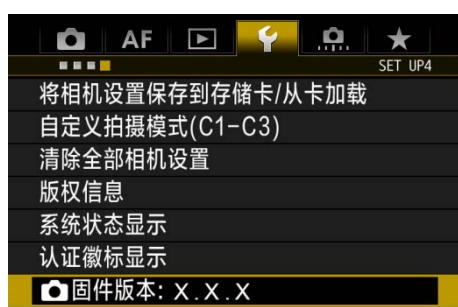 AF
SET UP4
将相机设置保存到存储卡/从卡加载
自定义拍摄模式(C1-C3)
清除全部相机设置
版权信息
系统状态显示
认证徽标显示
固件版本: X.X.X